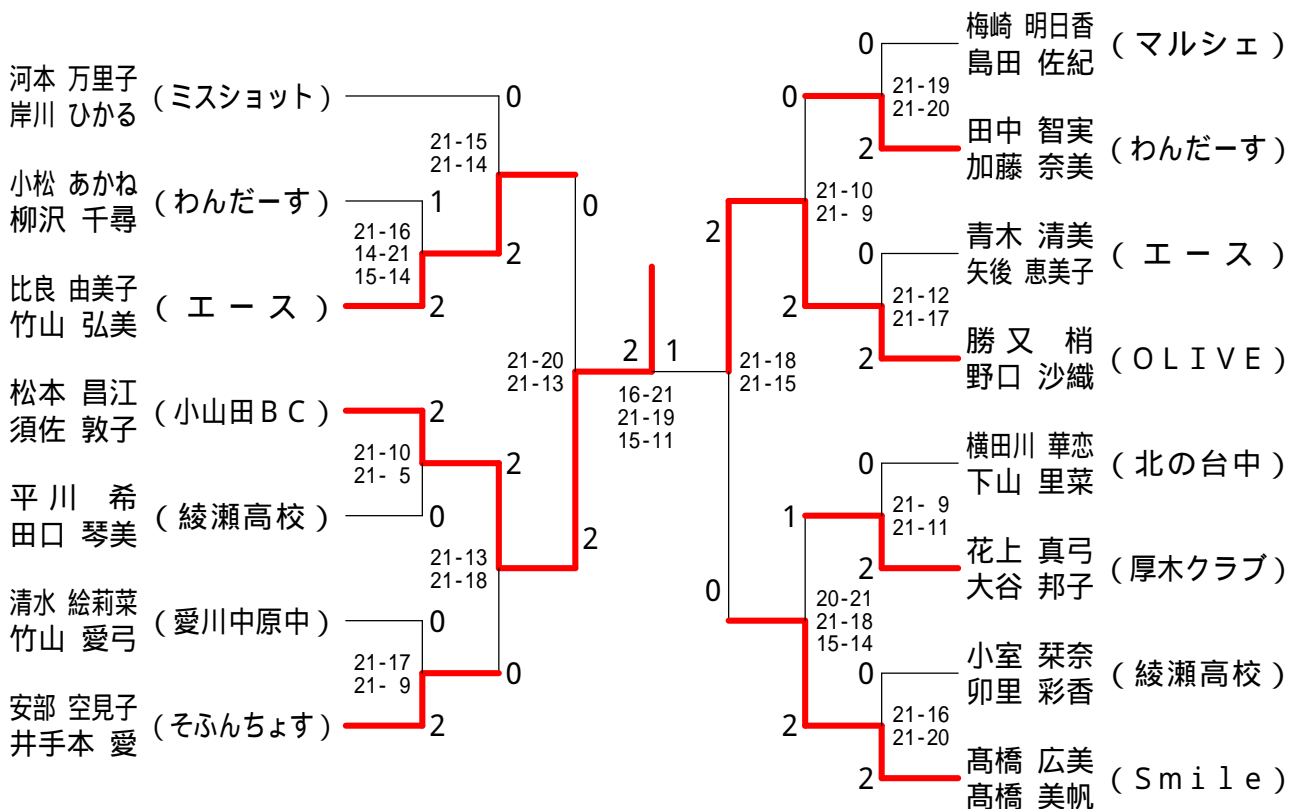 河本 万里子
岸川 ひかる
(ミスショット)
0
21-15
21-14
小松 あかね
柳沢 千尋
(わんだーす)
1
21-16
14-21
15-14
2
比良 由美子
竹山 弘美
(エース)
2
0
21-20
21-13
松本 昌江
須佐 敦子
(小山田BC)
2
21-10
21- 5
2
平川 希
田口 琴美
(綾瀬高校)
0
21-13
21-18
2
清水 絵莉菜
竹山 愛弓
(愛川中原中)
0
21-17
21- 9
0
安部 空見子
井手本 愛
(そふんちょす)
2
2 1
16-21
21-19
15-11
梅崎 明日香
島田 佐紀
(マルシェ)
0
21-19
21-20
0
田中 智実
加藤 奈美
(わんだーす)
2
21-10
21- 9
2
青木 清美
矢後 恵美子
(エース)
0
21-12
21-17
2
勝又 梢
野口 沙織
(OLIVE)
2
21-18
21-15
横田川 華恋
下山 里菜
(北の台中)
0
21- 9
21-11
1
花上 真弓
大谷 邦子
(厚木クラブ)
2
20-21
21-18
15-14
0
小室 栞奈
卯里 彩香
(綾瀬高校)
0
21-16
21-20
2
髙橋 広美
髙橋 美帆
(Smile)
2